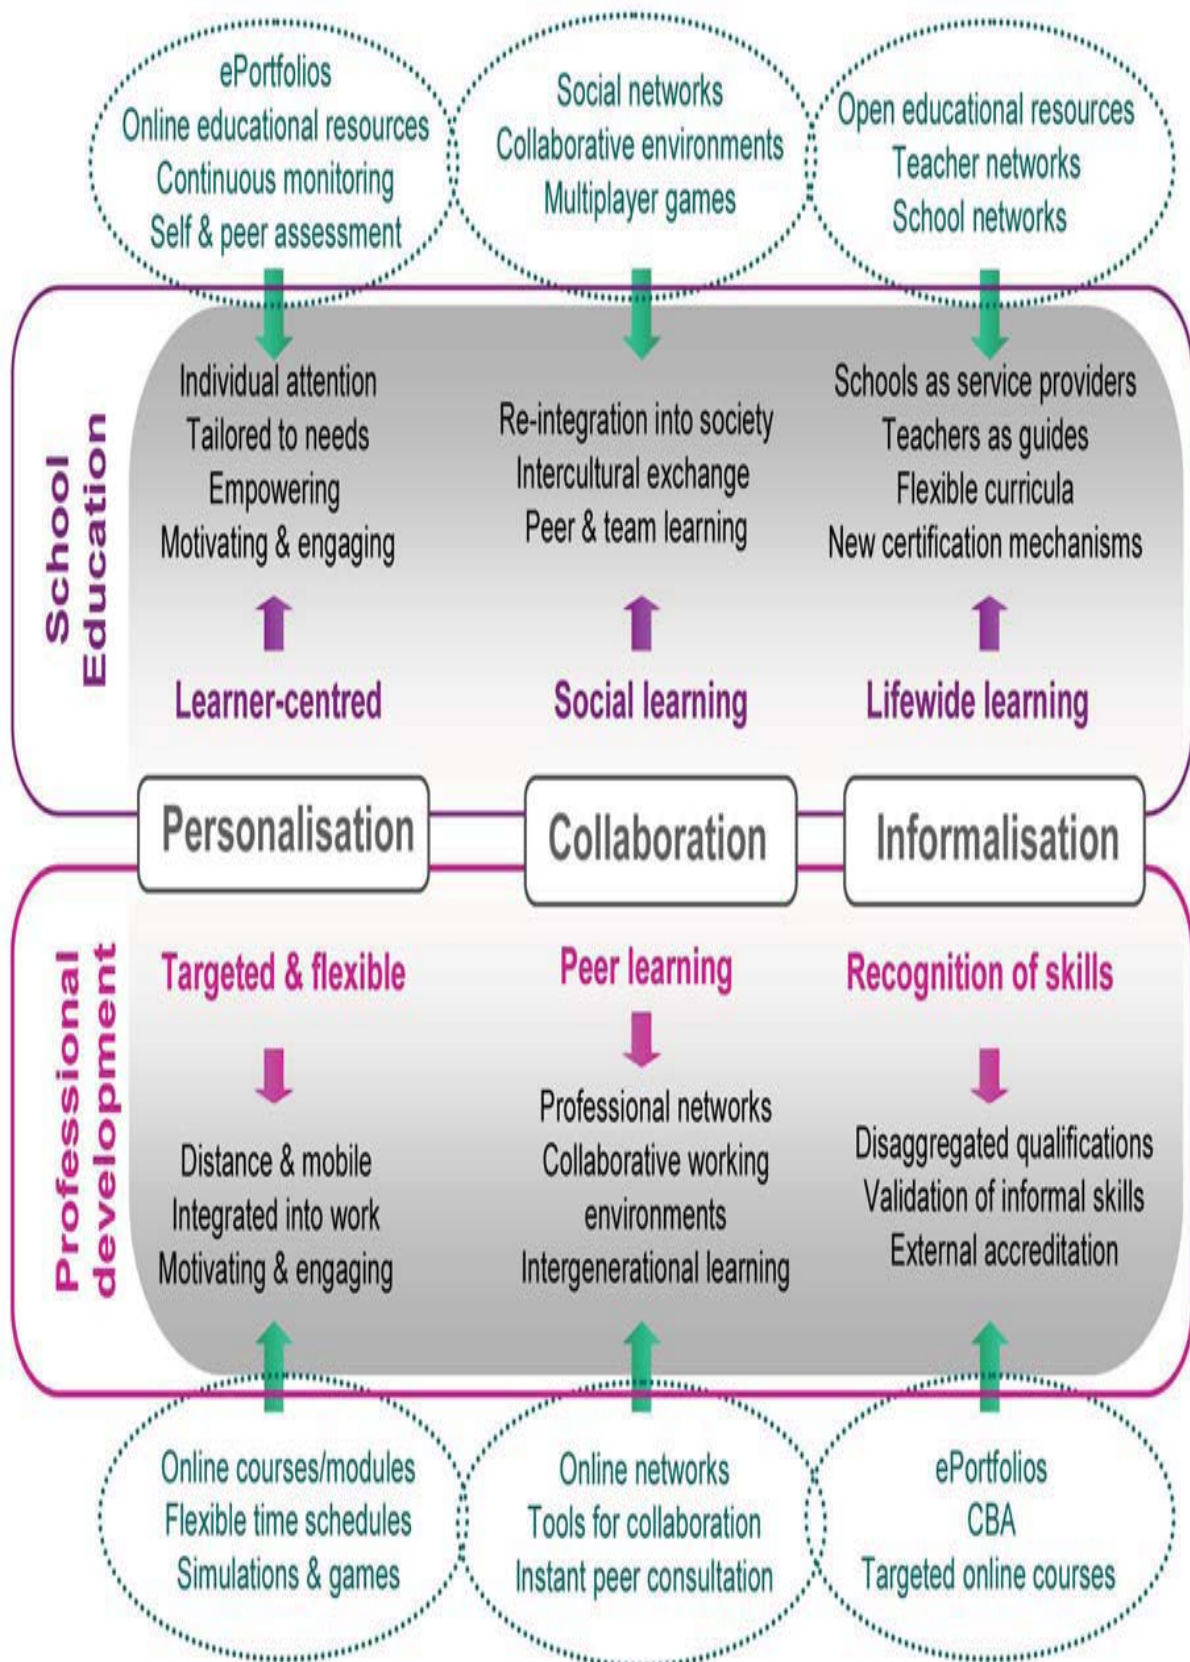 ePortfolios
Online educational resources
Continuous monitoring
Self & peer assessment
Social networks
Collaborative environments
Multiplayer games
Open educational resources
Teacher networks
School networks
School
Education
Individual attention
Tailored to needs
Empowering
Motivating & engaging
Re-integration into society
Intercultural exchange
Peer & team learning
Schools as service providers
Teachers as guides
Flexible curricula
New certification mechanisms
Learner-centred
Social learning
Lifewide learning
Personalisation
Collaboration
Informalisation
Professional
development
Targeted & flexible
Peer learning
Recognition of skills
Distance & mobile
Integrated into work
Motivating & engaging
Professional networks
Collaborative working
environments
Intergenerational learning
Disaggregated qualifications
Validation of informal skills
External accreditation
Online courses/modules
Flexible time schedules
Simulations & games
Online networks
Tools for collaboration
Instant peer consultation
ePortfolios
CBA
Targeted online courses